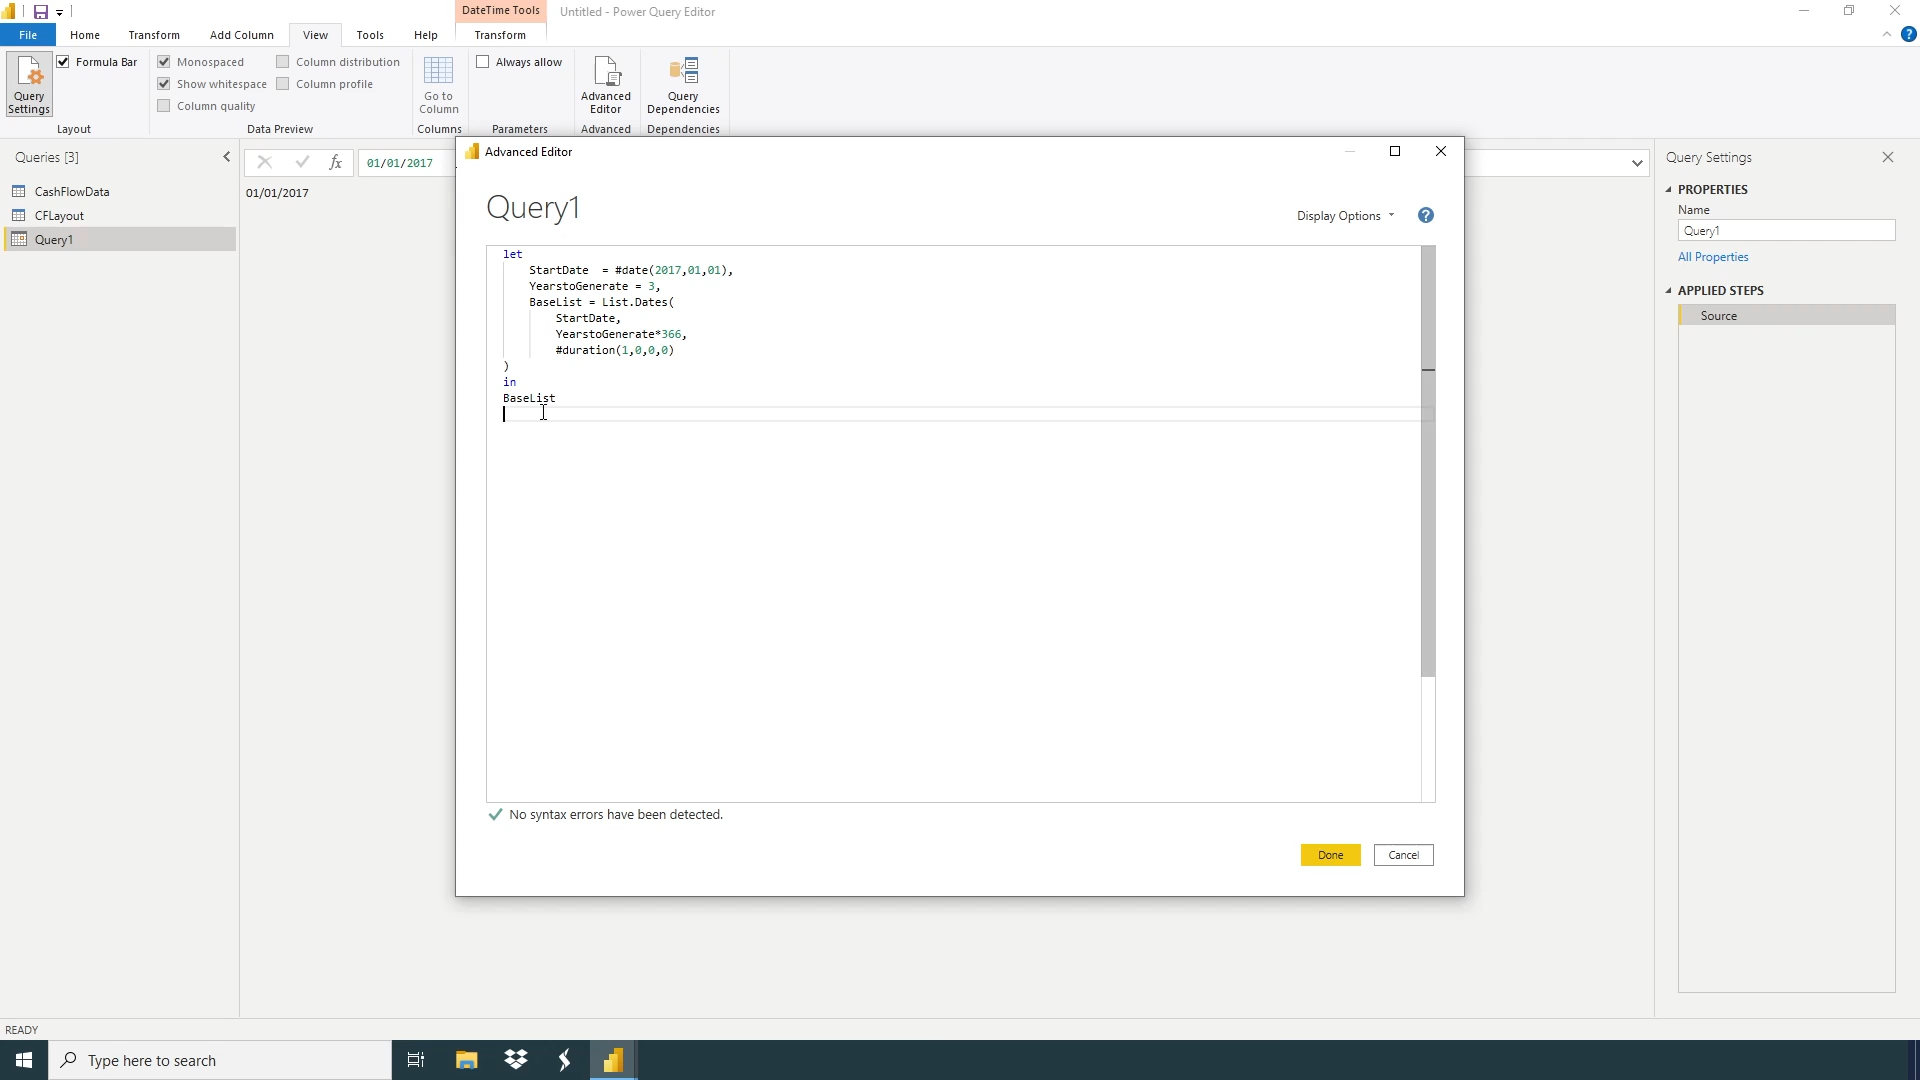 DateTime Tools
Untitled - Power Query Editor
File
Home
Transform
Add Column
View
Tools
Help
Transform
Query
Settings
Formula Bar
Monospaced
Show whitespace
Column quality
Column distribution
Column profile
Go to
Column
Always allow
Advanced
Editor
Query
Dependencies
Layout
Data Preview
Columns
Parameters
Advanced
Dependencies
Queries [3]
CashFlowData
CFLayout
Query1
fx
01/01/2017
01/01/2017
Advanced Editor
Query1
Display Options
?
let
StartDate  = #date(2017,01,01),
YearstoGenerate = 3,
BaseList = List.Dates(
StartDate,
YearstoGenerate*366,
#duration(1,0,0,0)
)
in
BaseList
No syntax errors have been detected.
Done
Cancel
?
Query Settings
PROPERTIES
Name
Query1
All Properties
APPLIED STEPS
Source
READY
Type here to search